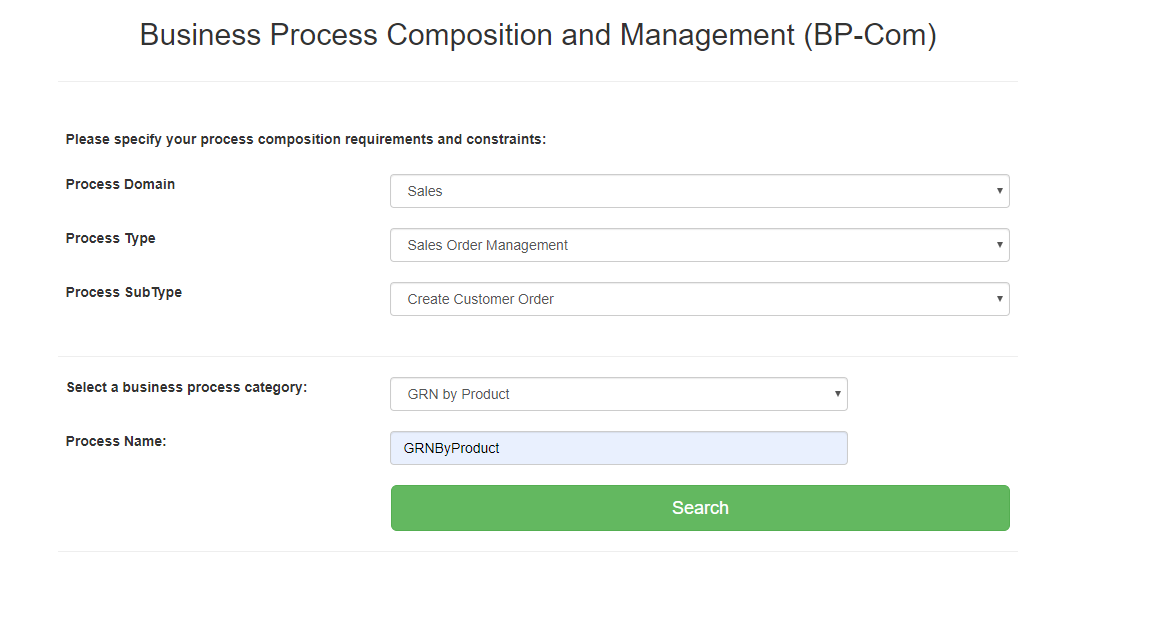 Business Process Composition and Management (BP-Com)
Please specify your process composition requirements and constraints:
Process Domain
Sales
Process Type
Sales Order Management
Process SubType
Create Customer Order
Select a business process category:
GRN by Product
Process Name:
GRNByProduct
Search